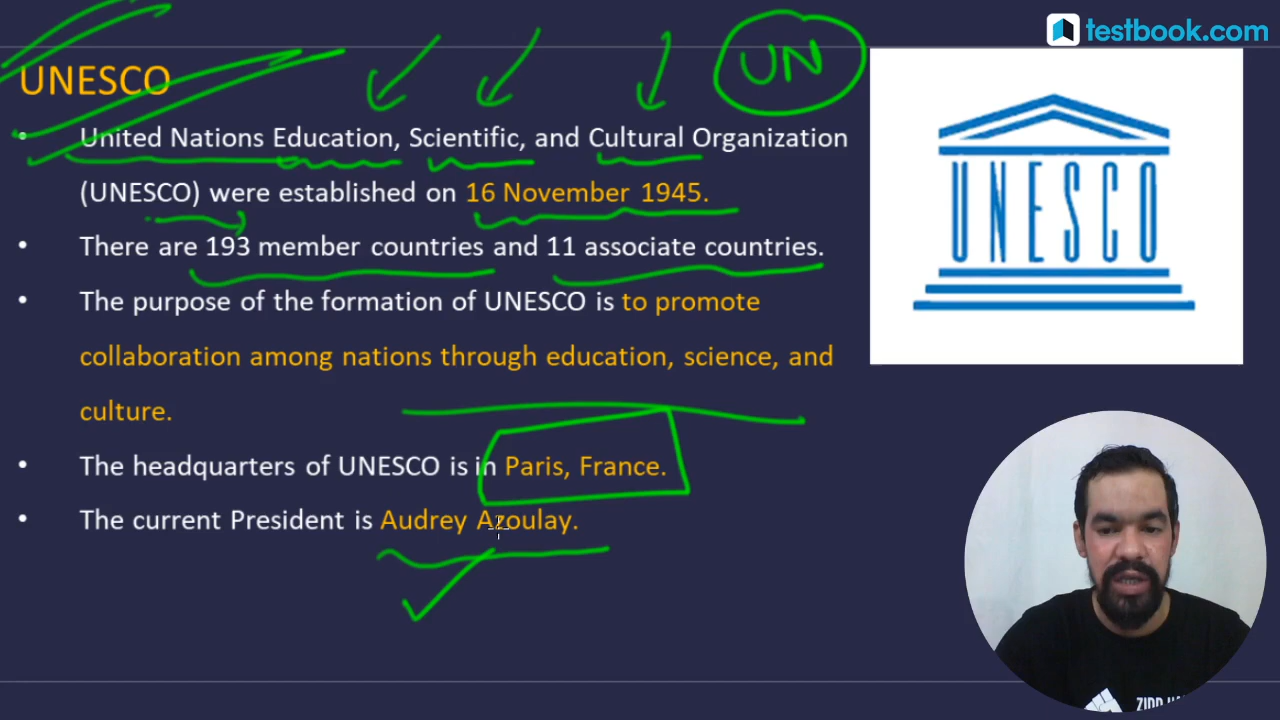 testbook.com
UN
UNESCO
• United Nations Education, Scientific, and Cultural Organization
(UNESCO) were established on 16 November 1945.
• There are 193 member countries and 11 associate countries.
• The purpose of the formation of UNESCO is to promote
collaboration among nations through education, science, and
culture.
• The headquarters of UNESCO is in Paris, France.
• The current President is Audrey Azoulay.
UNESCO